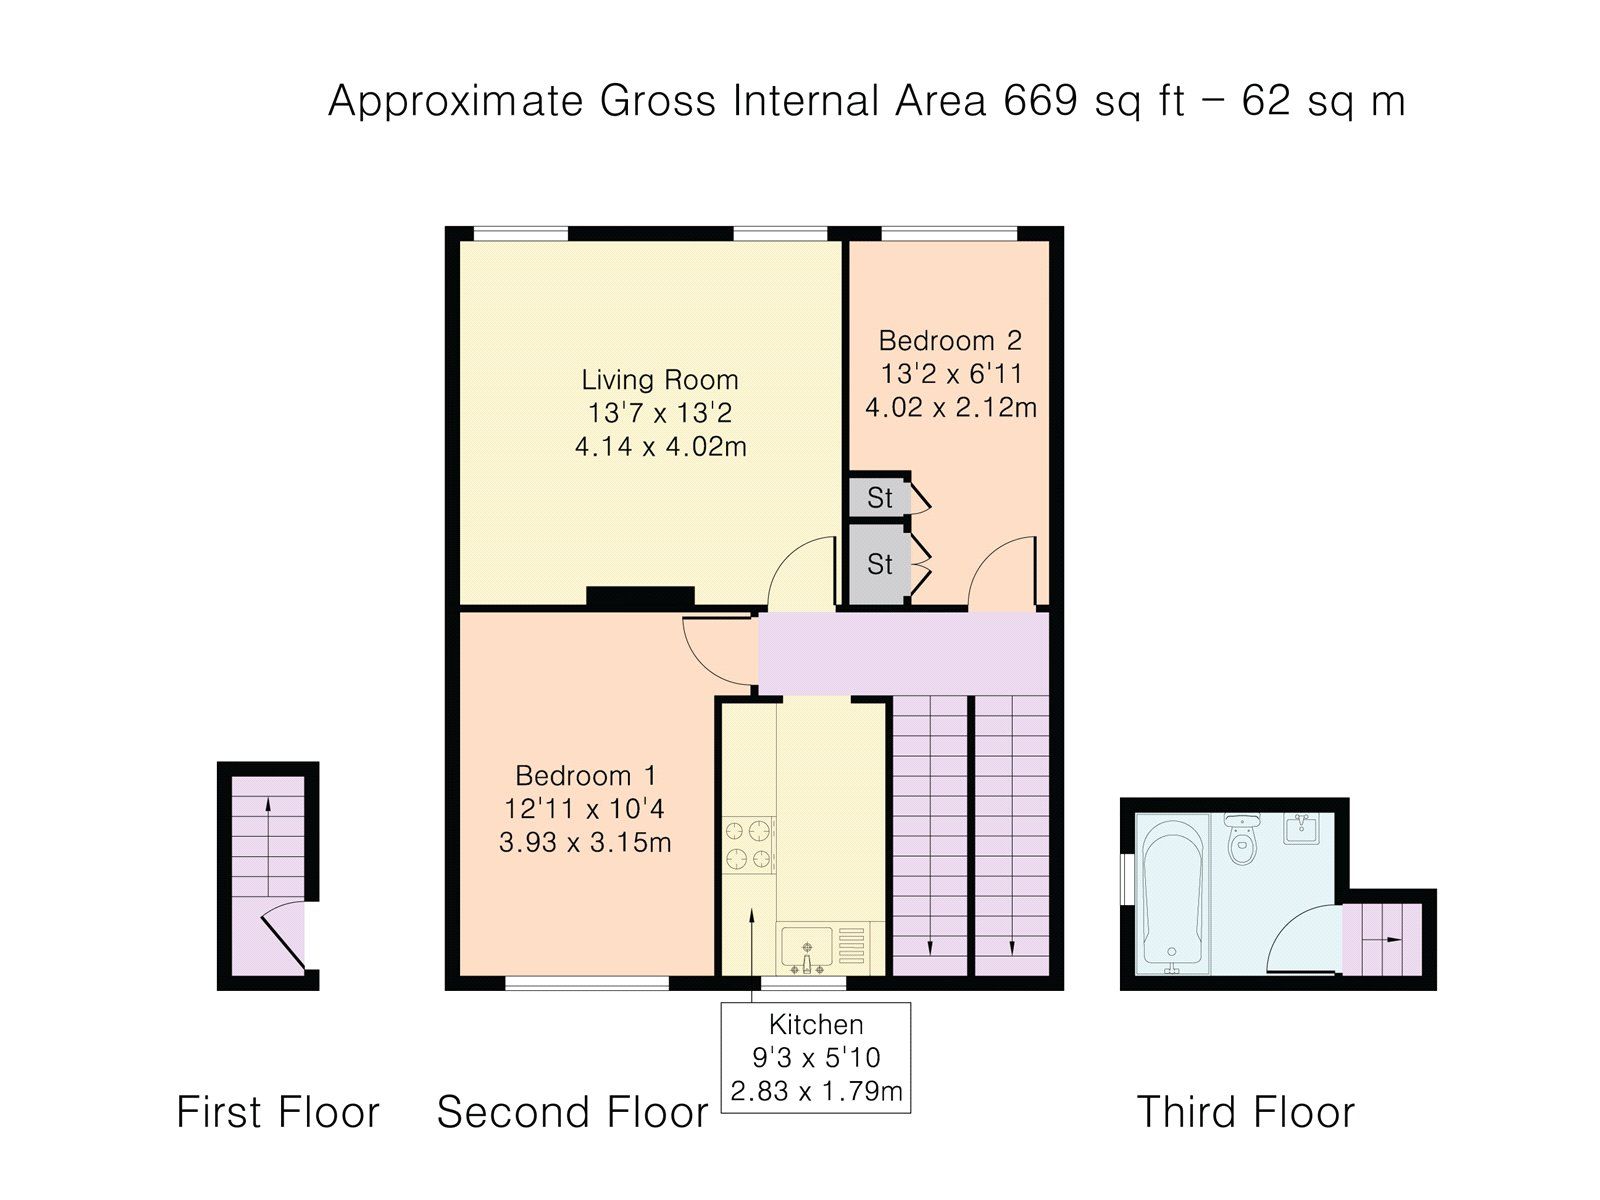 Approximate Gross Internal Area 669 sq ft – 62 sq m
Living Room
13'7 x 13'2
4.14 x 4.02m
Bedroom 2
13'2 x 6'11
4.02 x 2.12m
St
St
Bedroom 1
12'11 x 10'4
3.93 x 3.15m
Kitchen
9'3 x 5'10
2.83 x 1.79m
First Floor
Second Floor
Third Floor